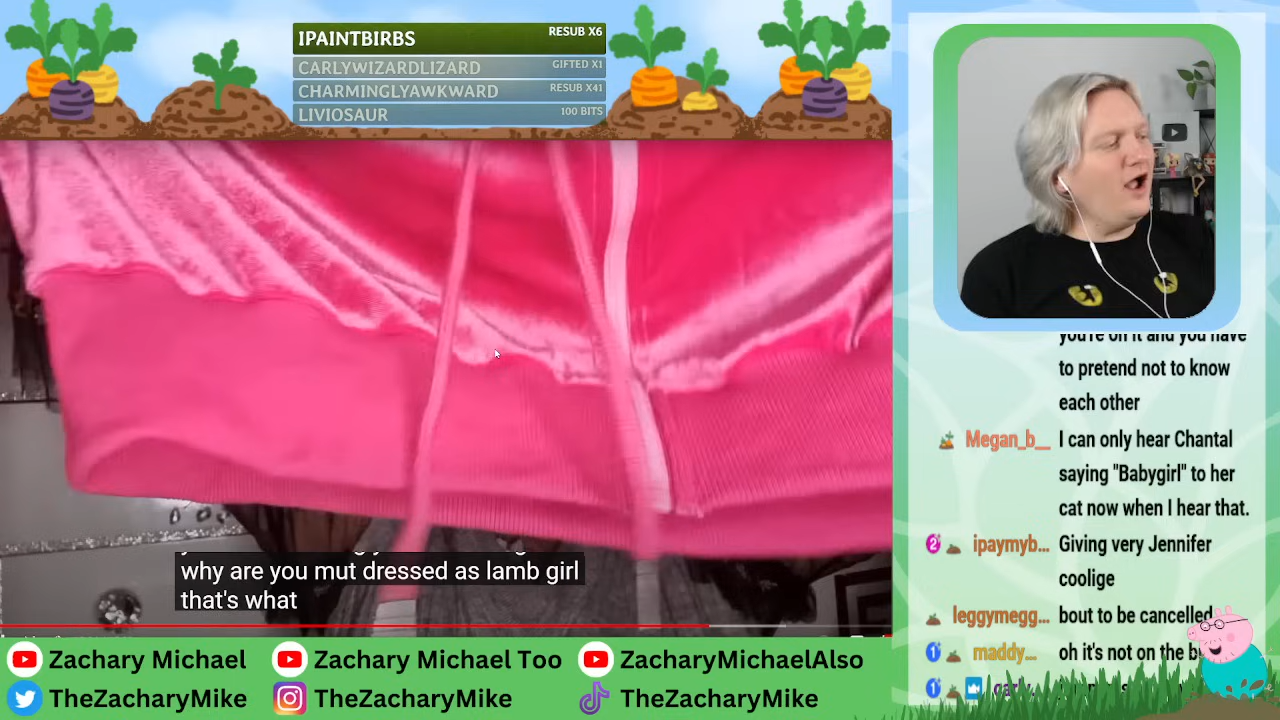 IPAINTBIRBS RESUB X6
CARLYWIZARDLIZARD GIFTED X1
CHARMINGLYAWKWARD RESUB X41
LIVIOSAUR 100 BITS
you're on it and you have
to pretend not to know
each other
Megan_b__ I can only hear Chantal
saying "Babygirl" to her
cat now when I hear that.
2 ipaymyb... Giving very Jennifer
coolige
leggymegg... bout to be cancelled
1 maddy... oh it's not on the
1
why are you mut dressed as lamb girl
that's what
Zachary Michael Zachary Michael Too ZacharyMichaelAlso
TheZacharyMike TheZacharyMike TheZacharyMike